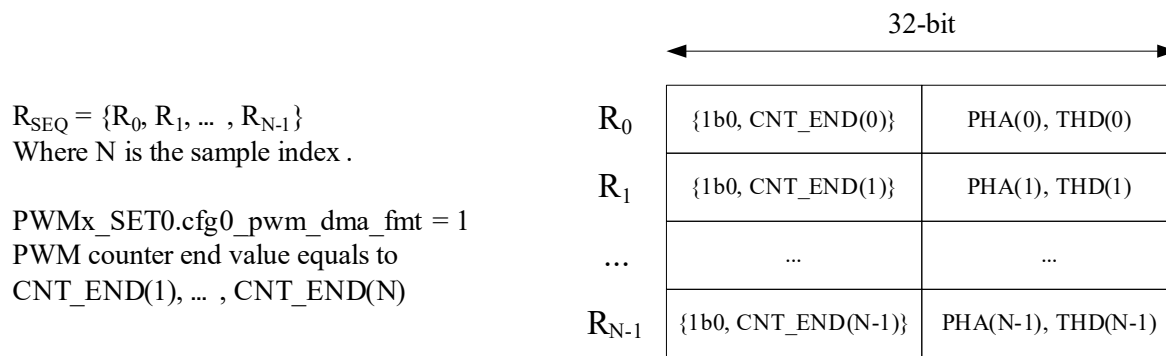 32-bit
R_SEQ = {R_0, R_1, ... , R_N-1}
Where N is the sample index .
PWMx_SET0.cfg0_pwm_dma_fmt = 1
PWM counter end value equals to
CNT_END(1), ... , CNT_END(N)
R_0 {1b0, CNT_END(0)} PHA(0), THD(0)
R_1 {1b0, CNT_END(1)} PHA(1), THD(1)
... ... ...
R_N-1 {1b0, CNT_END(N-1)} PHA(N-1), THD(N-1)